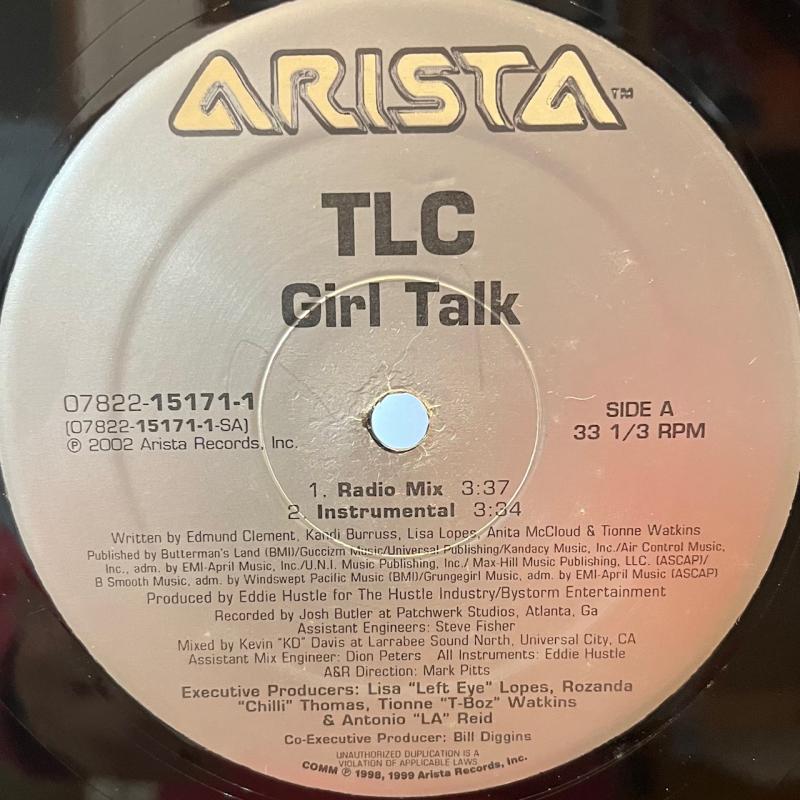 ARISTA™
TLC
Girl Talk
07822-15171-1
(07822-15171-1-SA)
℗ 2002 Arista Records, Inc.
SIDE A
33 1/3 RPM
1. Radio Mix 3:37
2. Instrumental 3:34
Written by Edmund Clement, Kandi Burruss, Lisa Lopes, Anita McCloud & Tionne Watkins
Published by Butterman's Land (BMI)/Guccizm Music/Universal Publishing/Kandacy Music, Inc./Air Control Music,
Inc., adm. by EMI-April Music, Inc./U.N.I. Music Publishing, Inc./ Max-Hill Music Publishing, LLC. (ASCAP)/
B Smooth Music, adm. by Windswept Pacific Music (BMI)/Grungegirl Music, adm. by EMI-April Music (ASCAP)
Produced by Eddie Hustle for The Hustle Industry/Bystorm Entertainment
Recorded by Josh Butler at Patchwerk Studios, Atlanta, Ga
Assistant Engineers: Steve Fisher
Mixed by Kevin "KD" Davis at Larrabee Sound North, Universal City, CA
Assistant Mix Engineer: Dion Peters All Instruments: Eddie Hustle
A&R Direction: Mark Pitts
Executive Producers: Lisa "Left Eye" Lopes, Rozanda
"Chilli" Thomas, Tionne "T-Boz" Watkins
& Antonio "LA" Reid
Co-Executive Producer: Bill Diggins
UNAUTHORIZED DUPLICATION IS A
VIOLATION OF APPLICABLE LAWS
COMM ℗ 1998, 1999 Arista Records, Inc.